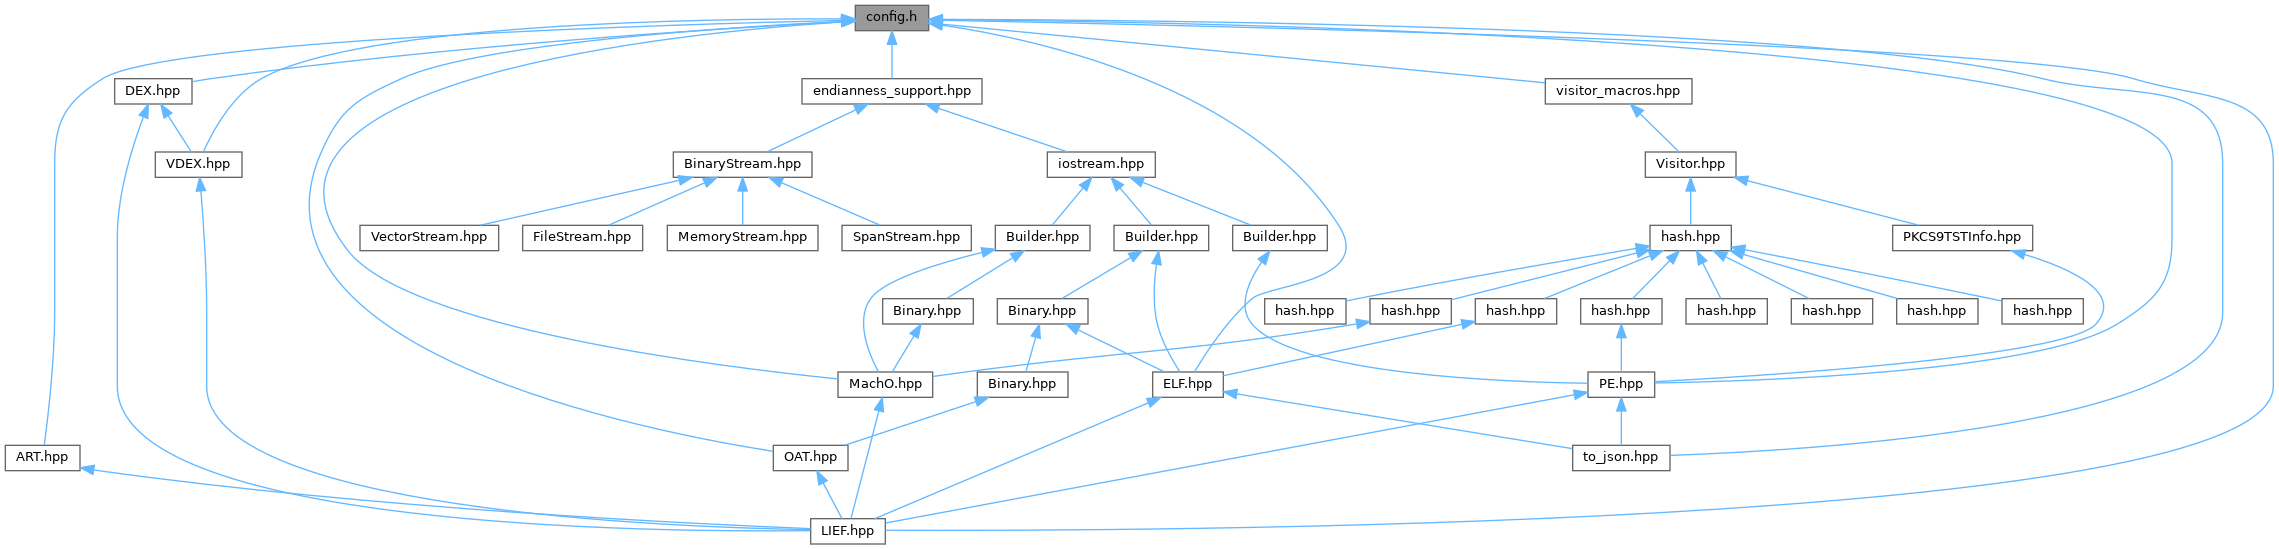 config.h
DEX.hpp
endianness_support.hpp
visitor_macros.hpp
VDEX.hpp
BinaryStream.hpp
iostream.hpp
Visitor.hpp
VectorStream.hpp
FileStream.hpp
MemoryStream.hpp
SpanStream.hpp
Builder.hpp
Builder.hpp
Builder.hpp
hash.hpp
PKCS9TSTInfo.hpp
Binary.hpp
Binary.hpp
hash.hpp
hash.hpp
hash.hpp
hash.hpp
hash.hpp
hash.hpp
hash.hpp
hash.hpp
MachO.hpp
Binary.hpp
ELF.hpp
PE.hpp
ART.hpp
OAT.hpp
to_json.hpp
LIEF.hpp